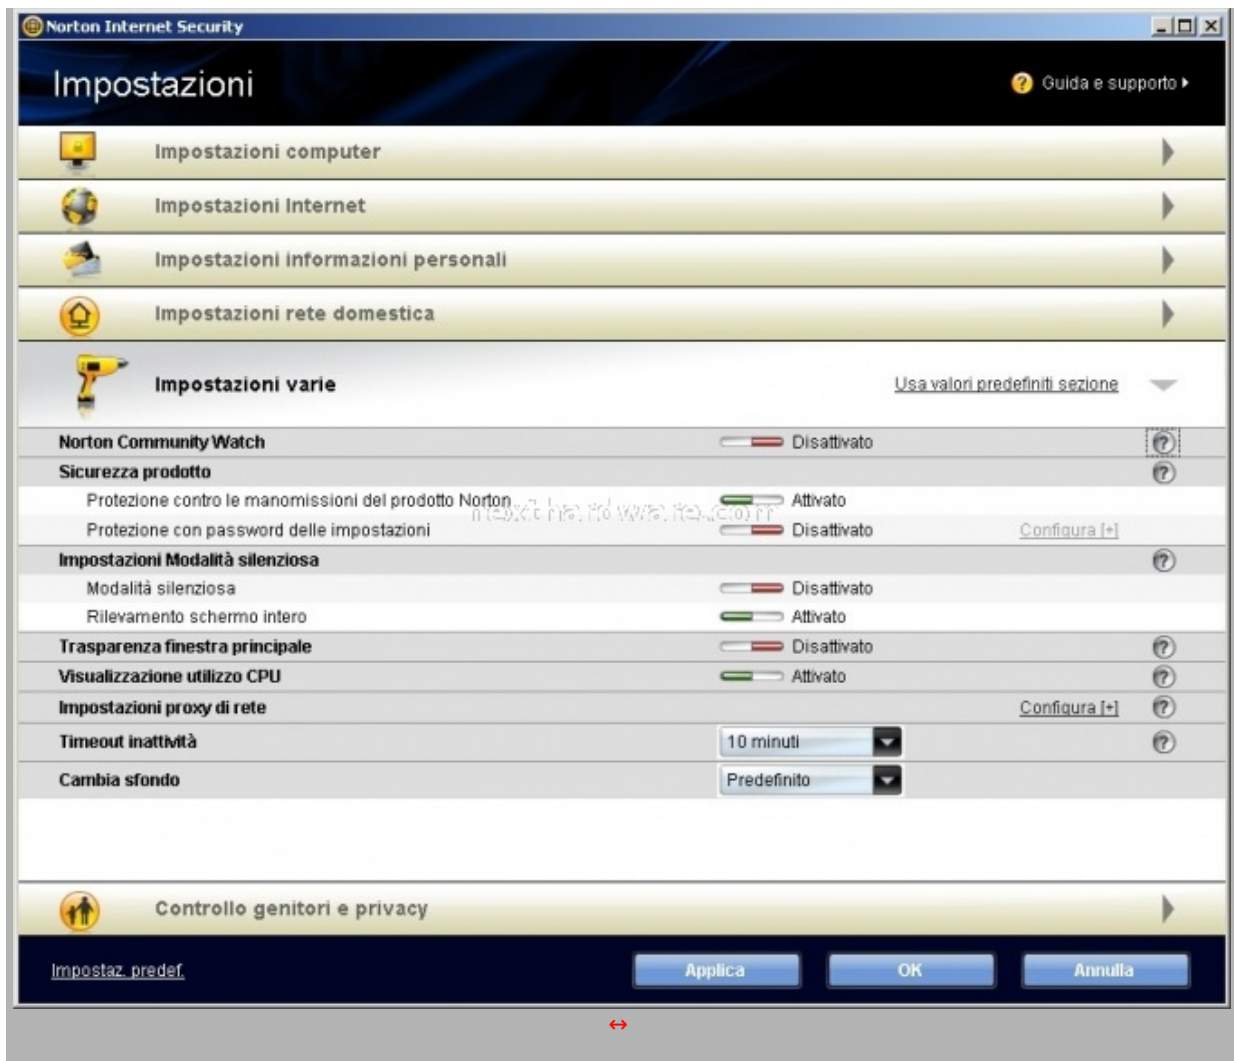 Norton Internet Security
Impostazioni
Guida e supporto
Impostazioni computer
Impostazioni Internet
Impostazioni informazioni personali
Impostazioni rete domestica
Impostazioni varie
Usa valori predefiniti sezione
Norton Community Watch Disattivato
Sicurezza prodotto
Protezione contro le manomissioni del prodotto Norton Attivato
nexthardware.com
Protezione con password delle impostazioni Disattivato Configura [+]
Impostazioni Modalità silenziosa
Modalità silenziosa Disattivato
Rilevamento schermo intero Attivato
Trasparenza finestra principale Disattivato
Visualizzazione utilizzo CPU Attivato
Impostazioni proxy di rete Configura [+]
Timeout inattività 10 minuti
Cambia sfondo Predefinito
Controllo genitori e privacy
Impostaz. predef. Applica OK Annulla